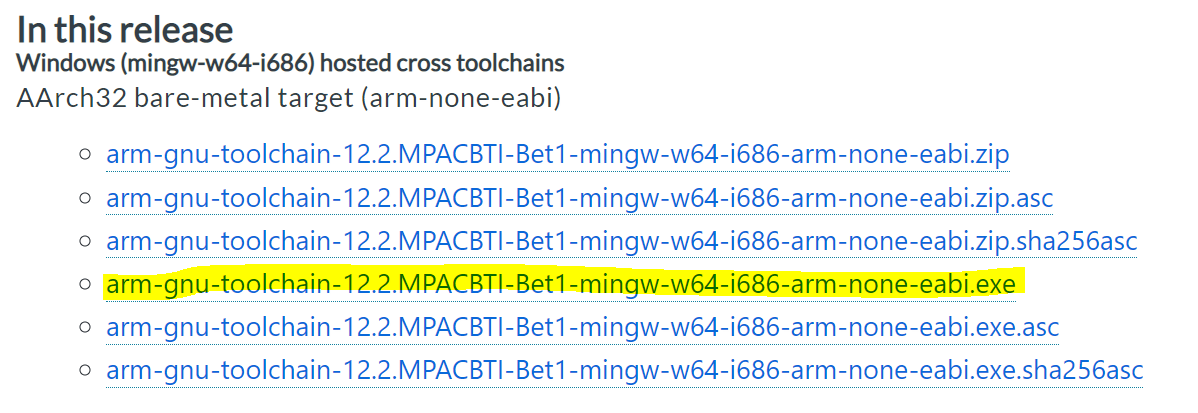 In this release
Windows (mingw-w64-i686) hosted cross toolchains
AArch32 bare-metal target (arm-none-eabi)
arm-gnu-toolchain-12.2.MPACBTI-Bet1-mingw-w64-i686-arm-none-eabi.zip
arm-gnu-toolchain-12.2.MPACBTI-Bet1-mingw-w64-i686-arm-none-eabi.zip.asc
arm-gnu-toolchain-12.2.MPACBTI-Bet1-mingw-w64-i686-arm-none-eabi.zip.sha256asc
arm-gnu-toolchain-12.2.MPACBTI-Bet1-mingw-w64-i686-arm-none-eabi.exe
arm-gnu-toolchain-12.2.MPACBTI-Bet1-mingw-w64-i686-arm-none-eabi.exe.asc
arm-gnu-toolchain-12.2.MPACBTI-Bet1-mingw-w64-i686-arm-none-eabi.exe.sha256asc